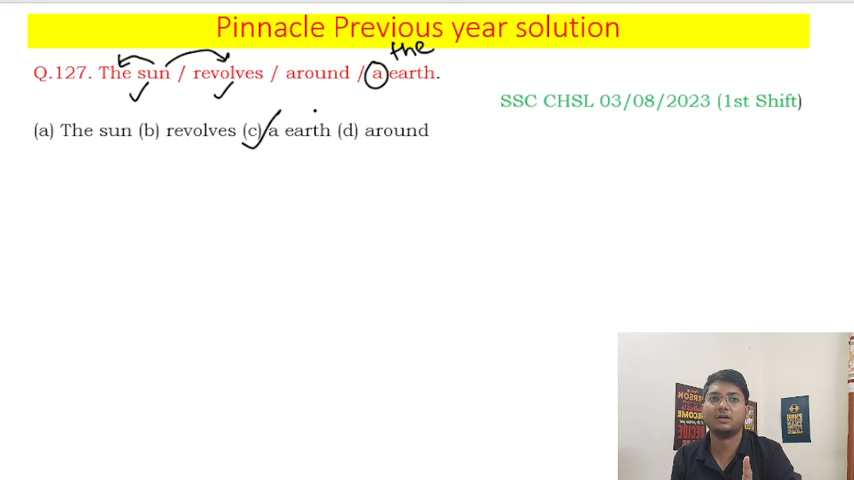 Pinnacle Previous year solution
the
Q.127. The sun / revolves / around / a earth.
SSC CHSL 03/08/2023 (1st Shift)
(a) The sun (b) revolves (c) a earth (d) around